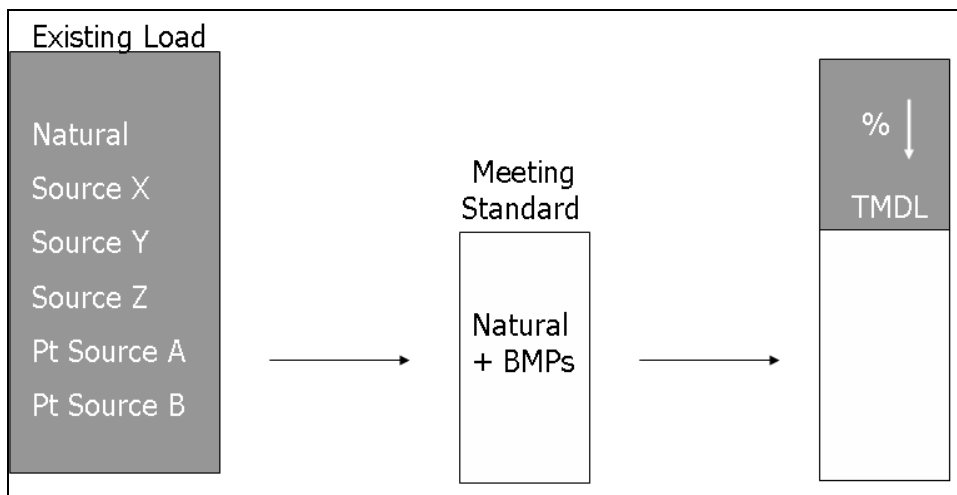 Existing Load
Natural
Source X
Source Y
Source Z
Pt Source A
Pt Source B
Meeting
Standard
Natural
+ BMPs
%
TMDL